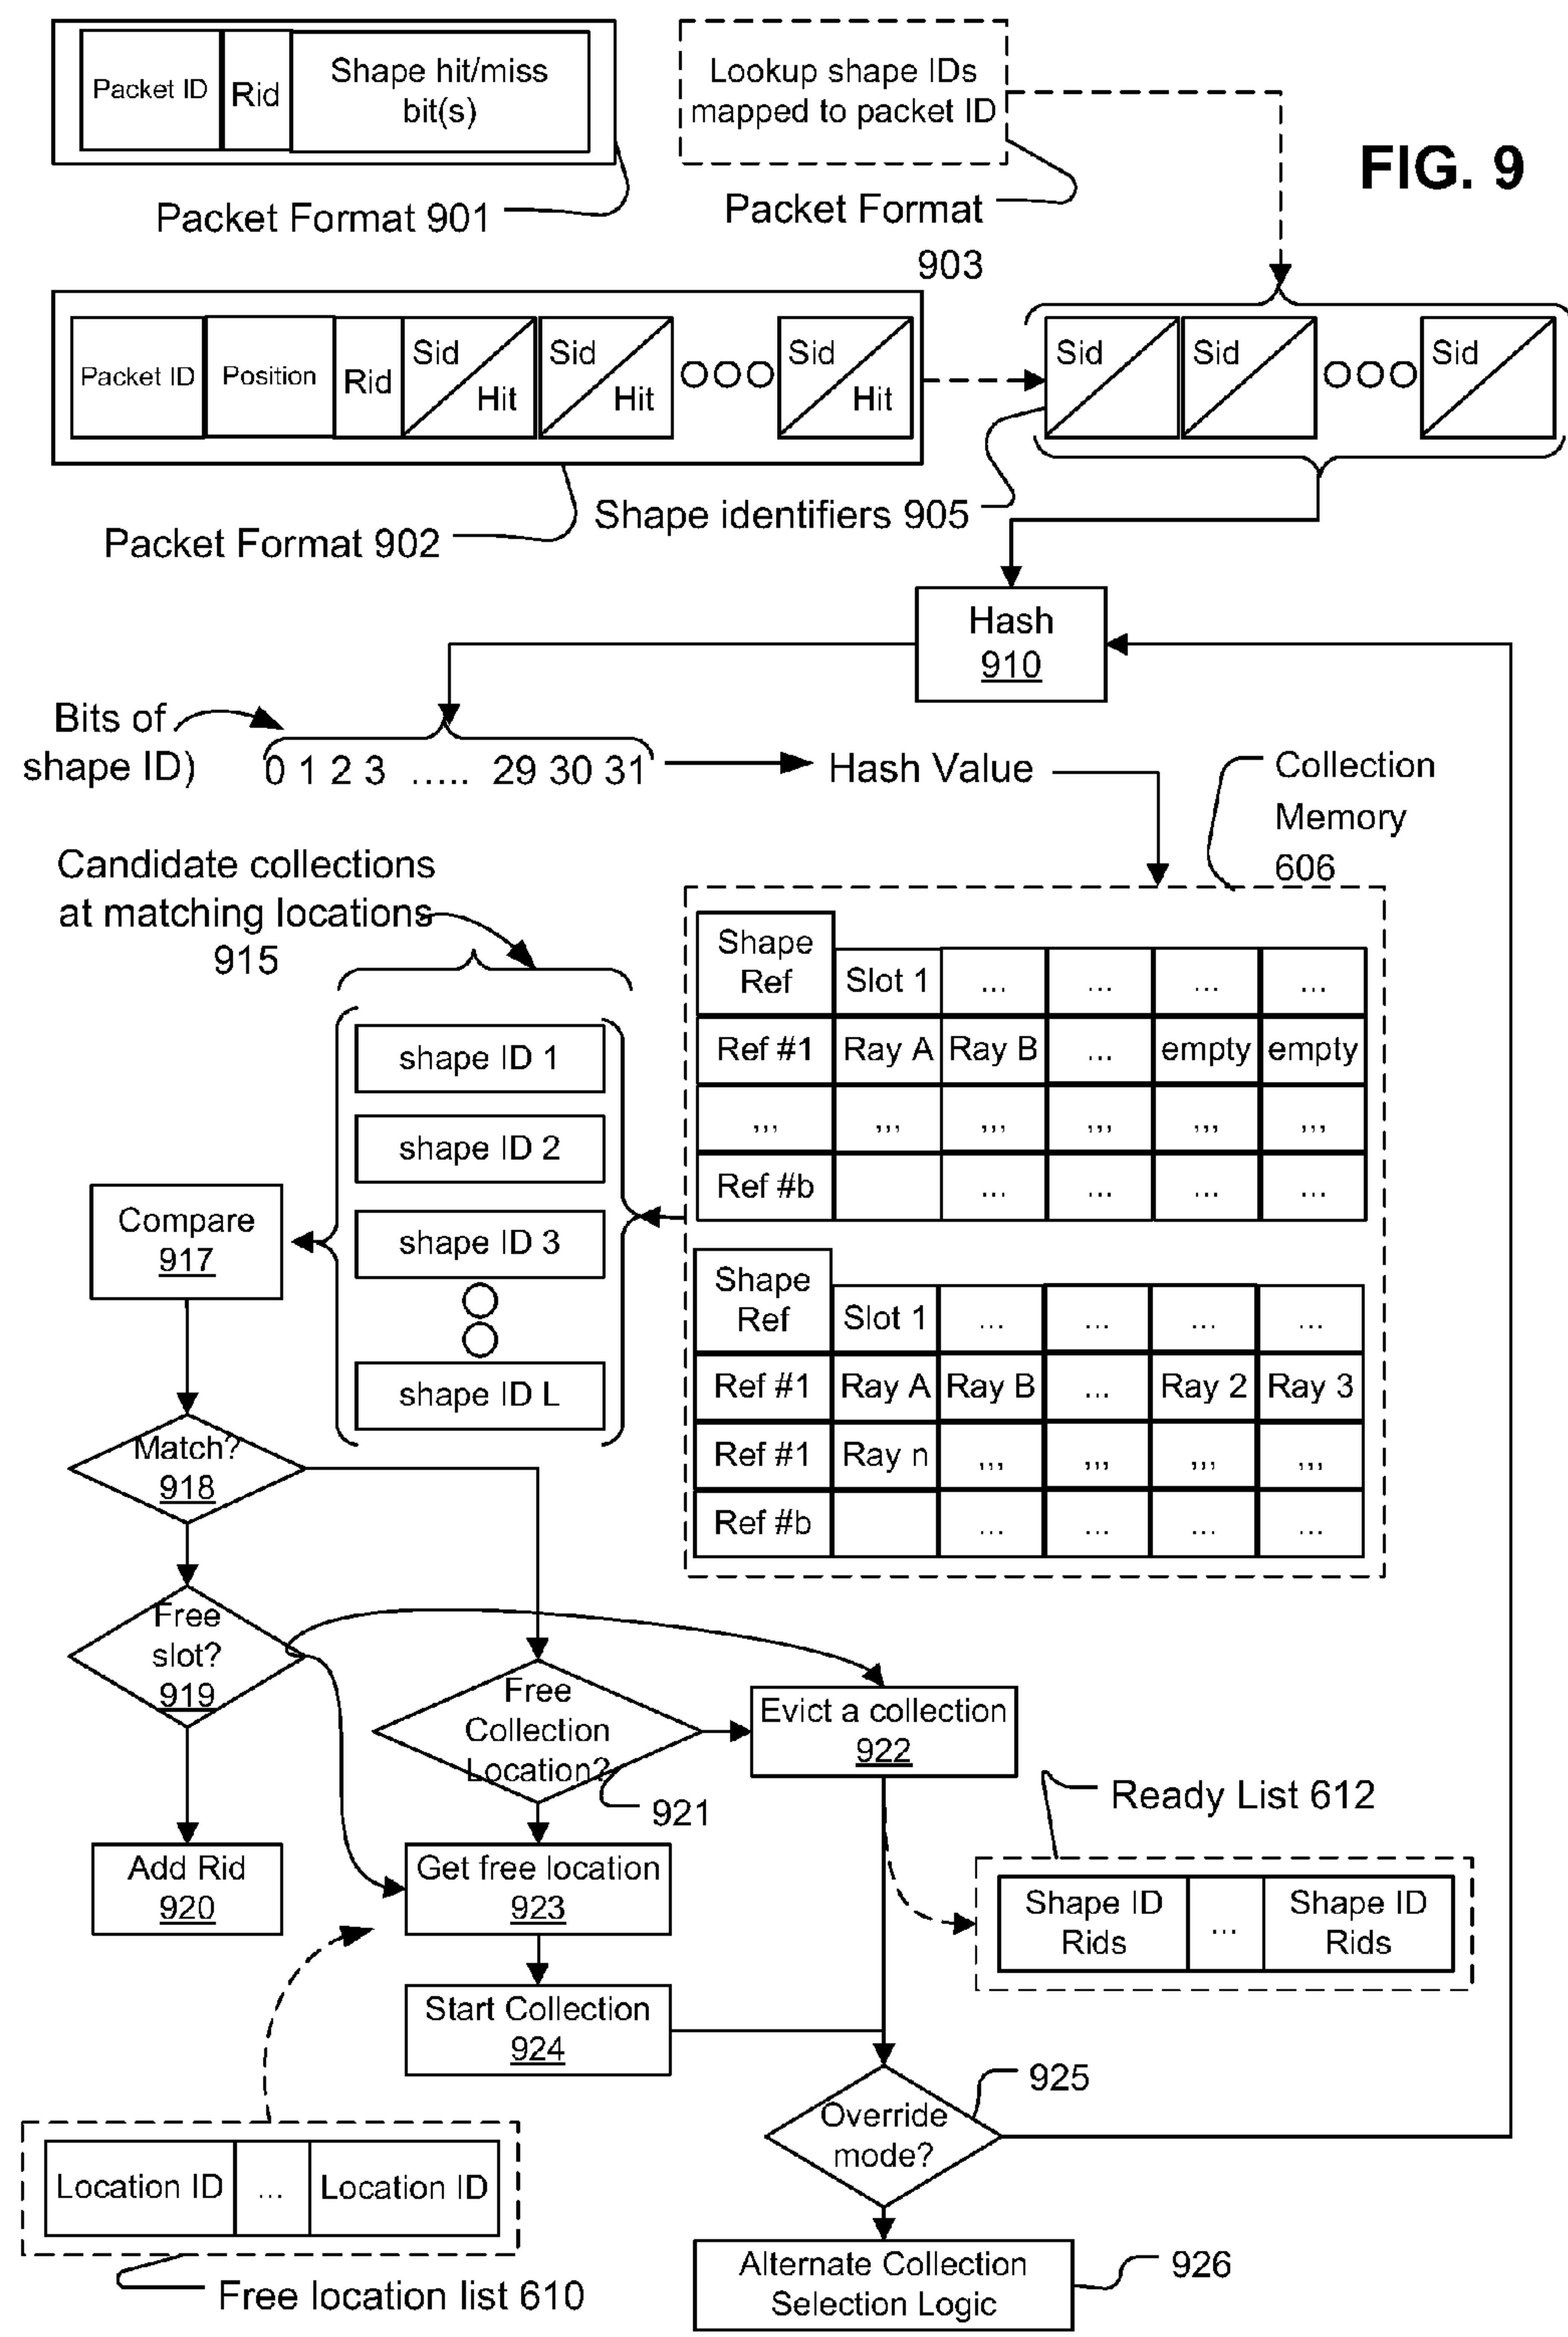 Packet ID
Rid
Shape hit/miss
bit(s)
Packet Format 901
Lookup shape IDs
mapped to packet ID
Packet Format
903
FIG. 9
Packet ID
Position
Rid
Sid
Hit
Sid
Hit
Sid
Hit
Sid
Sid
Sid
Packet Format 902
Shape identifiers 905
Hash
910
Bits of
shape ID)
0 1 2 3 ..... 29 30 31
Hash Value
Collection
Memory
606
Candidate collections
at matching locations
915
shape ID 1
shape ID 2
shape ID 3
shape ID L
Shape
Ref
Slot 1 ... ... ... ...
Ref #1 Ray A Ray B ... empty empty
,,, ,,, ,,, ,,, ,,, ,,,
Ref #b ... ... ... ...
Shape
Ref
Slot 1 ... ... ... ...
Ref #1 Ray A Ray B ... Ray 2 Ray 3
Ref #1 Ray n ,,, ,,, ,,, ,,,
Ref #b ... ... ... ...
Compare
917
Match?
918
Free
slot?
919
Add Rid
920
Free
Collection
Location?
921
Evict a collection
922
Get free location
923
Start Collection
924
Ready List 612
Shape ID
Rids
...
Shape ID
Rids
925
Override
mode?
Location ID ... Location ID
Free location list 610
Alternate Collection
Selection Logic
926